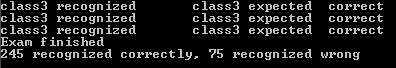 class3 recognized class3 expected correct
class3 recognized class3 expected correct
class3 recognized class3 expected correct
Exam finished
245 recognized correctly, 75 recognized wrong